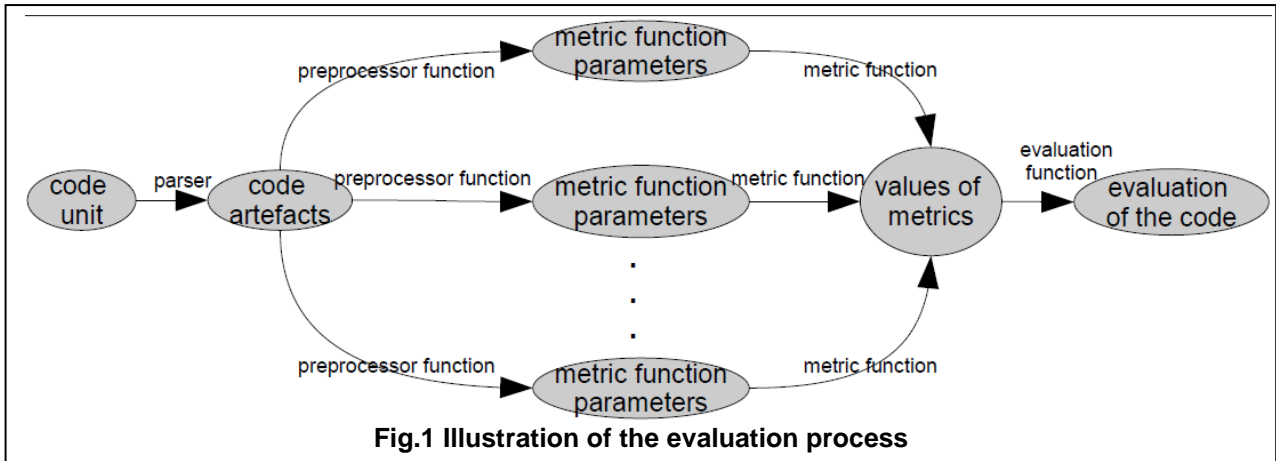 metric function
parameters
preprocessor function
metric function
code
unit
parser
code
artefacts
preprocessor function
metric function
parameters
metric function
values of
metrics
evaluation
function
evaluation
of the code
.
.
.
preprocessor function
metric function
parameters
metric function
Fig.1 Illustration of the evaluation process